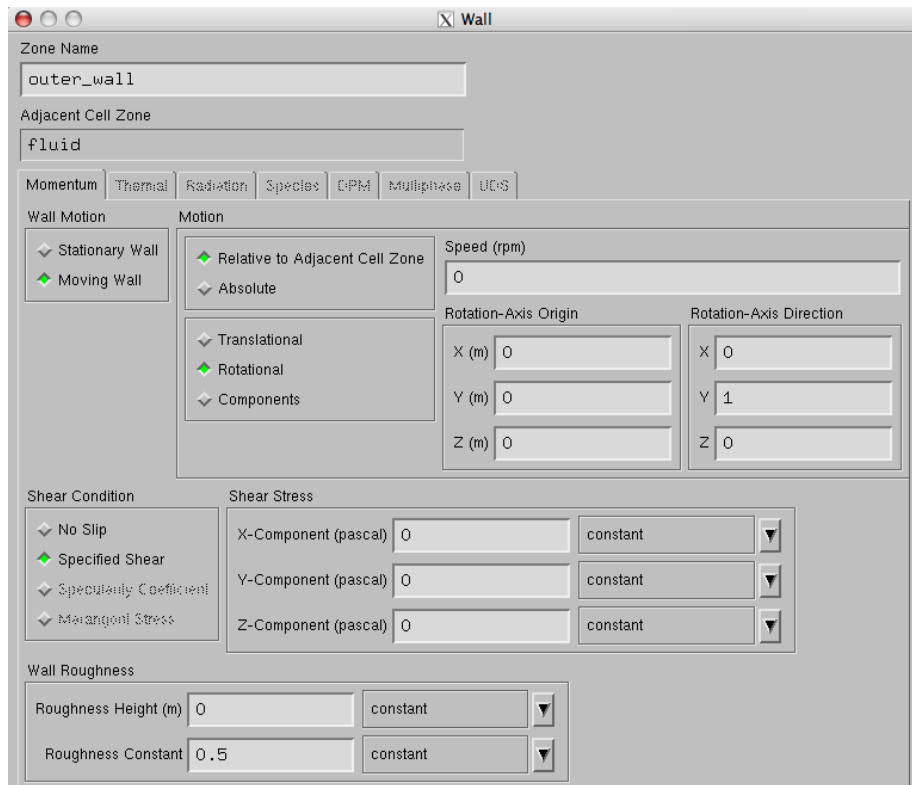 X Wall
Zone Name
outer_wall
Adjacent Cell Zone
fluid
Momentum Thermal Radiation Species DPM Multiphase UDS
Wall Motion Motion
Stationary Wall
Moving Wall
Relative to Adjacent Cell Zone
Absolute
Translational
Rotational
Components
Speed (rpm)
0
Rotation-Axis Origin
X (m) 0
Y (m) 0
Z (m) 0
Rotation-Axis Direction
X 0
Y 1
Z 0
Shear Condition
No Slip
Specified Shear
Specularity Coefficient
Marangoni Stress
Shear Stress
X-Component (pascal) 0 constant
Y-Component (pascal) 0 constant
Z-Component (pascal) 0 constant
Wall Roughness
Roughness Height (m) 0 constant
Roughness Constant 0.5 constant